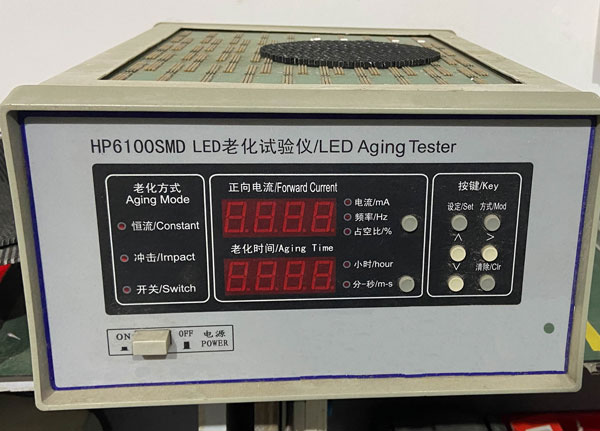 HP6100SMD LED老化试验仪/LED Aging Tester
老化方式
Aging Mode
恒流/Constant
冲击/Impact
开关/Switch
正向电流/Forward Current
8.8.8.8.
电流/mA
频率/Hz
占空比/%
老化时间/Aging Time
8.8.8.8.
小时/hour
分-秒/m-s
按键/Key
设定/Set 方式/Mod
清除/Clr
ON OFF 电源
POWER